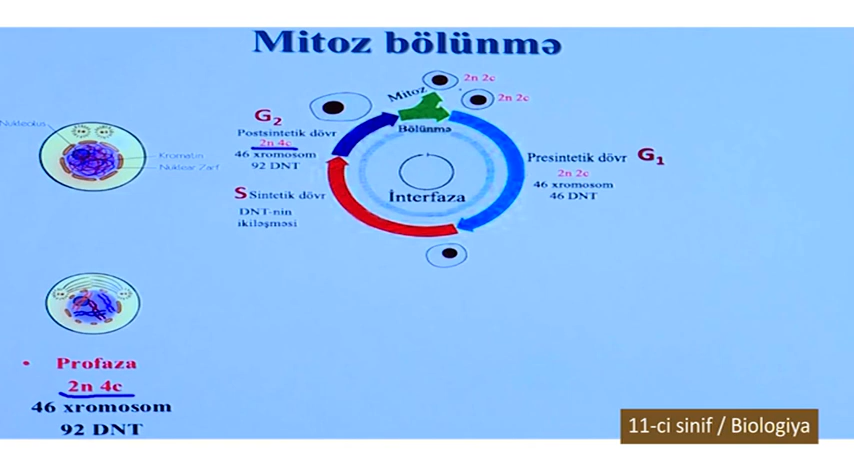 Mitoz bölünmə
2n 2c
Mitoz
2n 2c
G₂
Bölünmə
Postsintetik dövr
2n 4c
46 xromosom
92 DNT
Nukleolus
Kromatin
Nuklear Zarf
Presintetik dövr G₁
2n 2c
46 xromosom
46 DNT
S Sintetik dövr
DNT-nin
ikiləşməsi
İnterfaza
• Profaza
2n 4c
46 xromosom
92 DNT
11-ci sinif / Biologiya